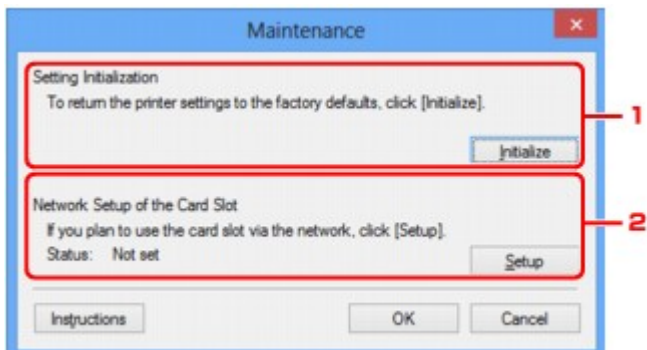 Maintenance
Setting Initialization
To return the printer settings to the factory defaults, click [Initialize].
1
Initialize
Network Setup of the Card Slot
If you plan to use the card slot via the network, click [Setup].
2
Status: Not set
Setup
Instructions OK Cancel